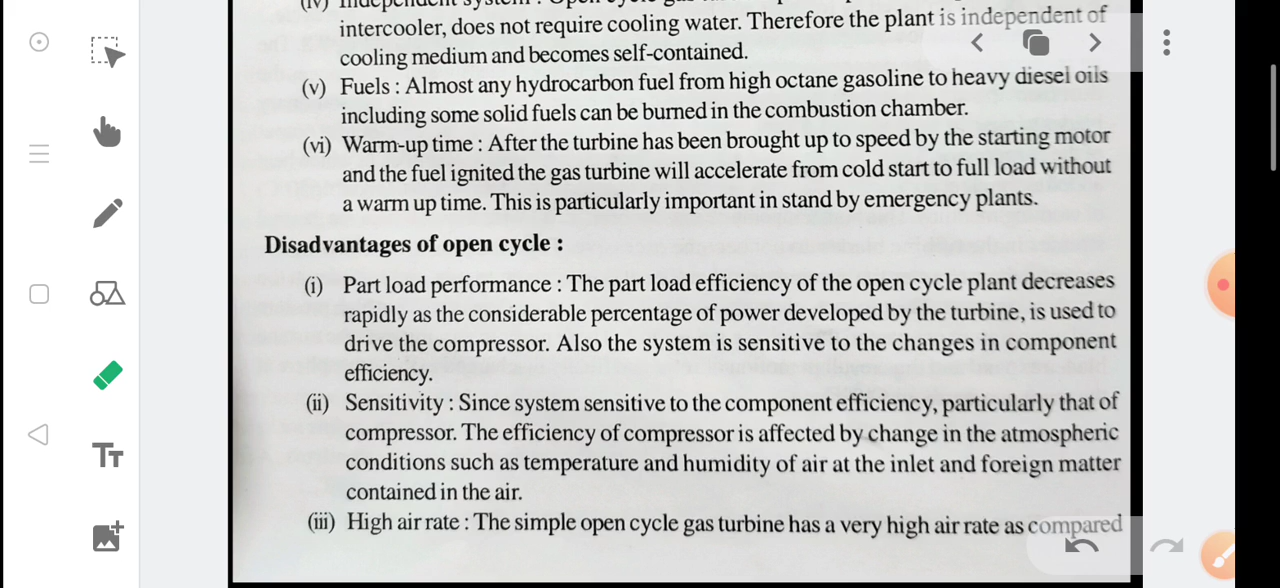 (iv) Independent system : Open cycle gas
intercooler, does not require cooling water. Therefore the plant is independent of
cooling medium and becomes self-contained.
(v) Fuels : Almost any hydrocarbon fuel from high octane gasoline to heavy diesel oils
including some solid fuels can be burned in the combustion chamber.
(vi) Warm-up time : After the turbine has been brought up to speed by the starting motor
and the fuel ignited the gas turbine will accelerate from cold start to full load without
a warm up time. This is particularly important in stand by emergency plants.
Disadvantages of open cycle :
(i) Part load performance : The part load efficiency of the open cycle plant decreases
rapidly as the considerable percentage of power developed by the turbine, is used to
drive the compressor. Also the system is sensitive to the changes in component
efficiency.
(ii) Sensitivity : Since system sensitive to the component efficiency, particularly that of
compressor. The efficiency of compressor is affected by change in the atmospheric
conditions such as temperature and humidity of air at the inlet and foreign matter
contained in the air.
(iii) High air rate : The simple open cycle gas turbine has a very high air rate as compared
TT